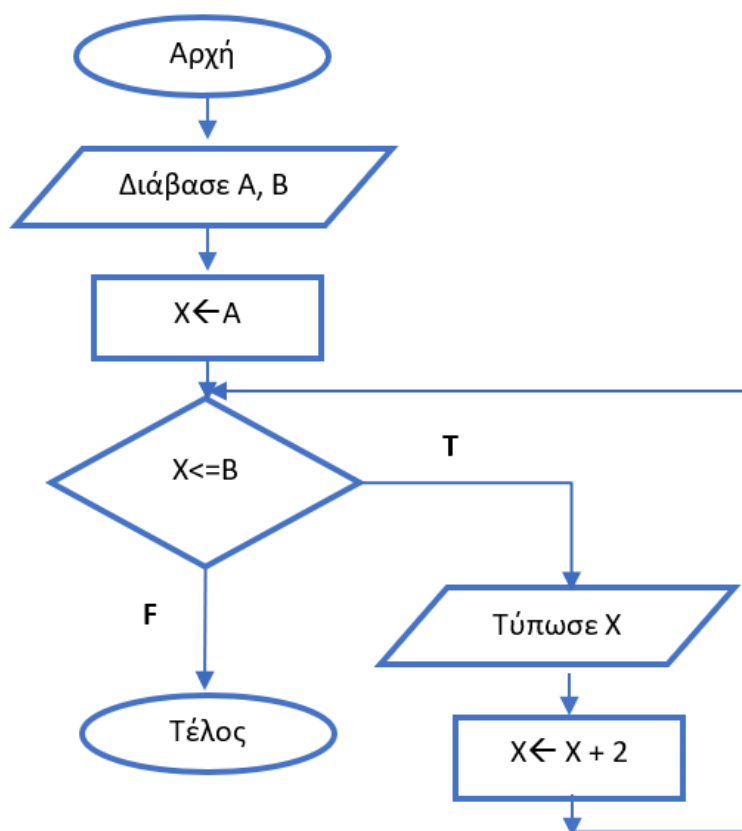 Αρχή
Διάβασε Α, Β
Χ←Α
Χ<=Β
T
F
Τύπωσε Χ
Τέλος
Χ← Χ + 2